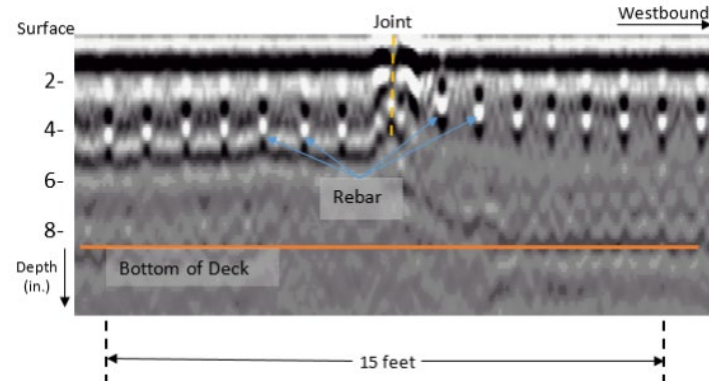 Joint
Westbound
Surface
2-
4-
6-
Rebar
8-
Bottom of Deck
Depth
(in.)
15 feet